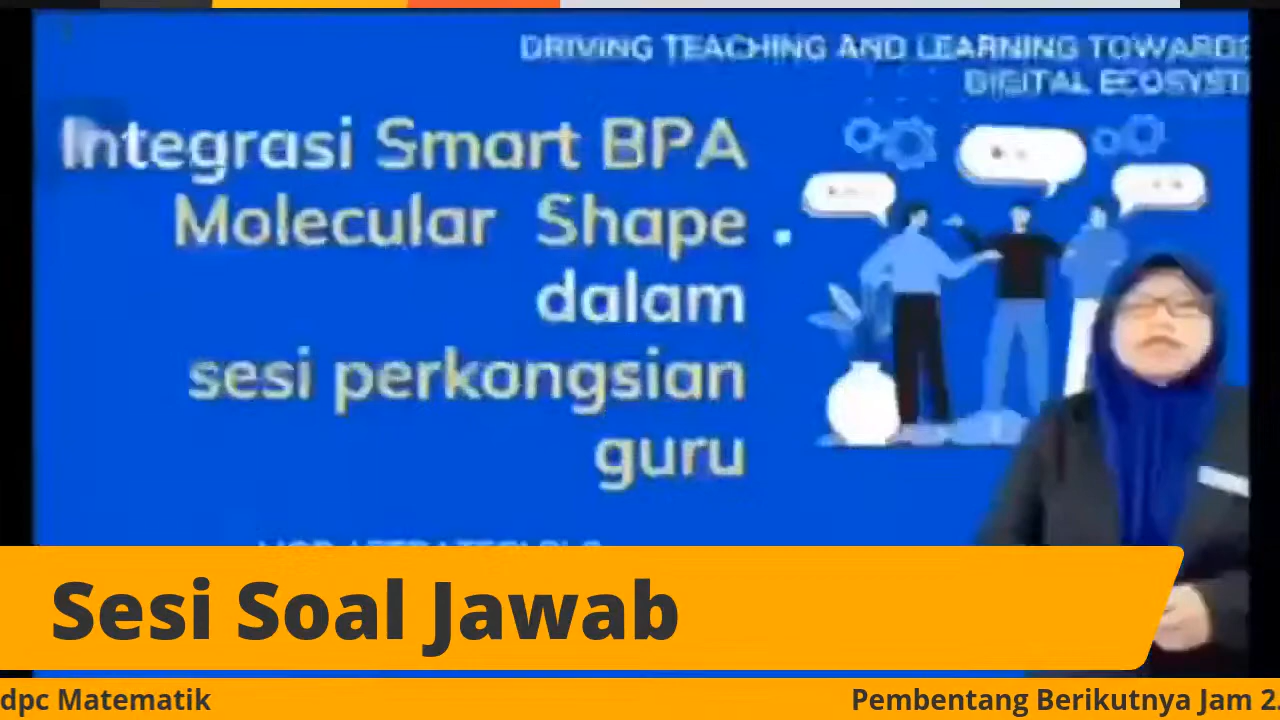 DRIVING TEACHING AND LEARNING TOWARDS
DIGITAL ECOSYSTE
Integrasi Smart BPA
Molecular Shape
dalam
sesi perkongsian
guru
Sesi Soal Jawab
dpc Matematik
Pembentang Berikutnya Jam 2.